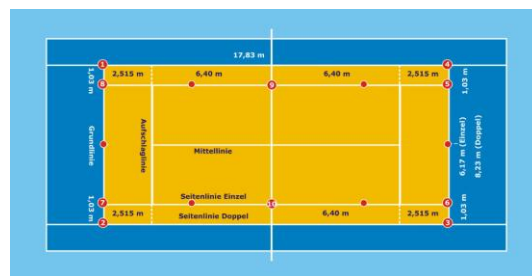 17,83 m
1
4
2,515 m
6,40 m
6,40 m
2,515 m
1,03 m
8
9
5
1,03 m
Grundlinie
Aufschlaglinie
Mittellinie
6,17 m (Einzel)
8,23 m (Doppel)
Seitenlinie Einzel
7
10
6
1,03 m
2,515 m
Seitenlinie Doppel
6,40 m
2,515 m
1,03 m
2
3